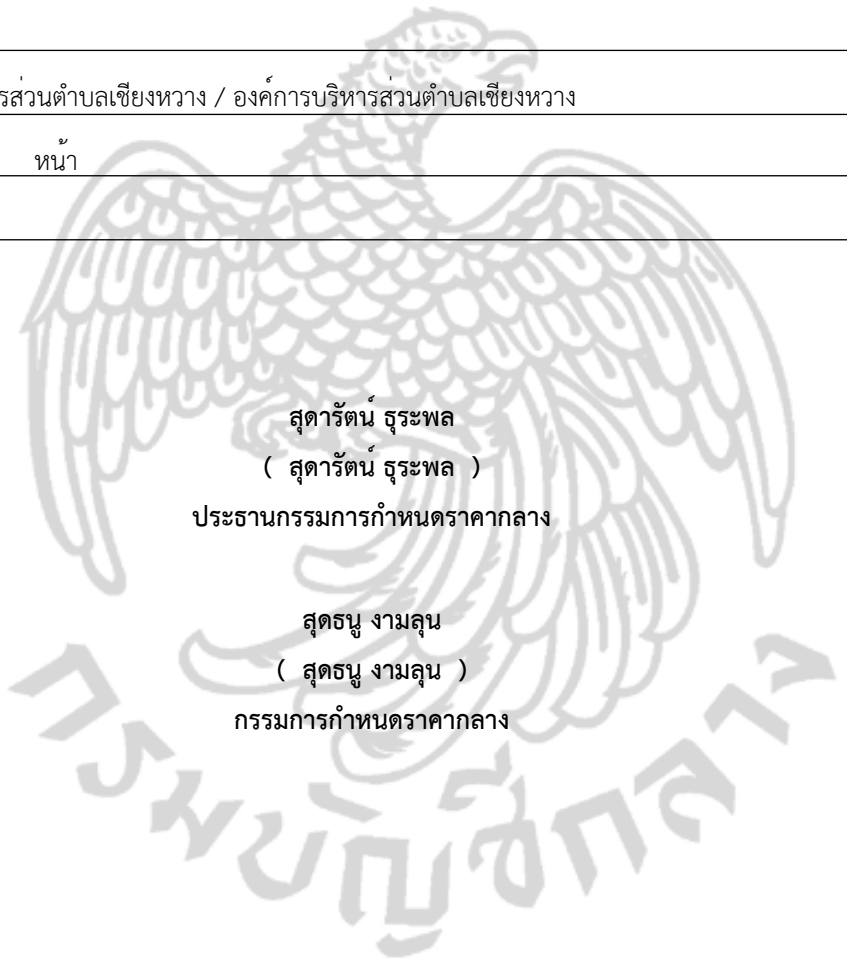 รส่วนตำบลเชียงหวาง / องค์การบริหารส่วนตำบลเชียงหวาง
หน้า
สุดารัตน์ ธุระพล
( สุดารัตน์ ธุระพล )
ประธานกรรมการกำหนดราคากลาง
สุดธนู งามลุน
( สุดธนู งามลุน )
กรรมการกำหนดราคากลาง
กรมบัญชีกลาง